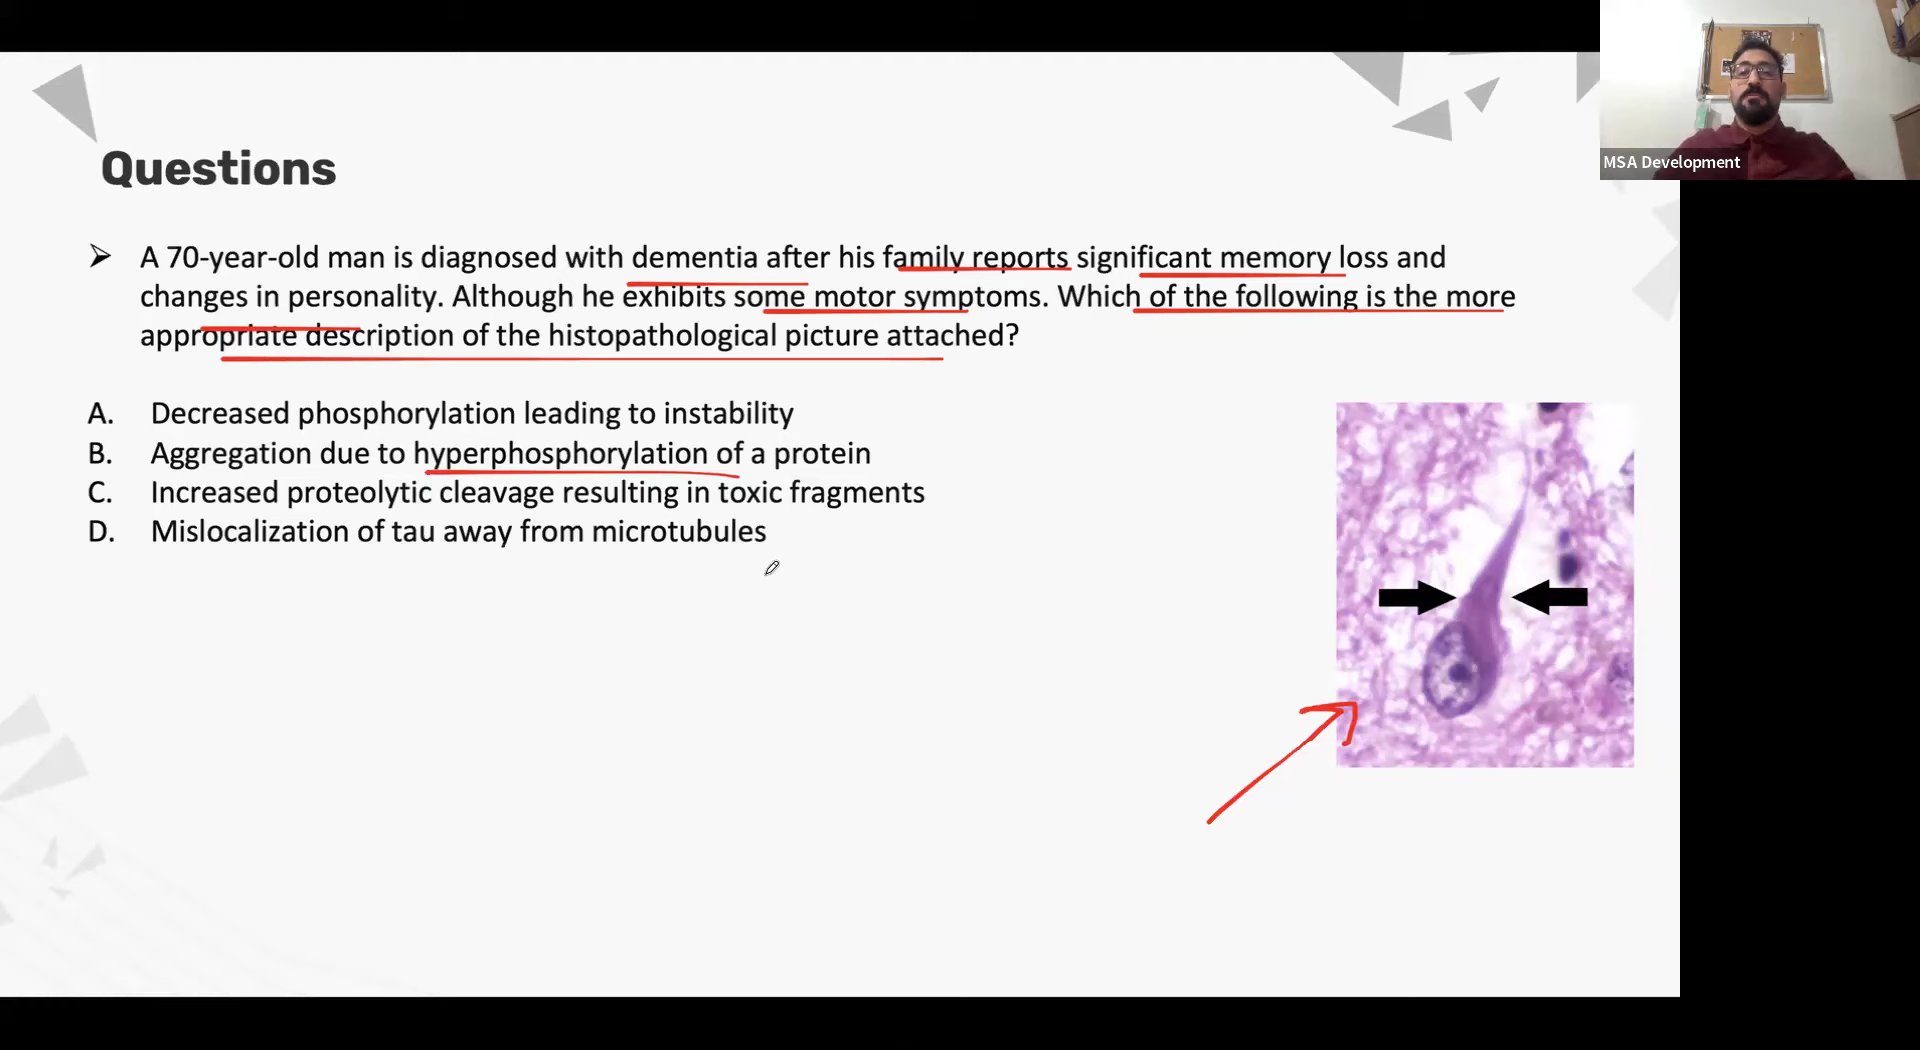 MSA Development
Questions
➢ A 70-year-old man is diagnosed with dementia after his family reports significant memory loss and
changes in personality. Although he exhibits some motor symptoms. Which of the following is the more
appropriate description of the histopathological picture attached?
A. Decreased phosphorylation leading to instability
B. Aggregation due to hyperphosphorylation of a protein
C. Increased proteolytic cleavage resulting in toxic fragments
D. Mislocalization of tau away from microtubules